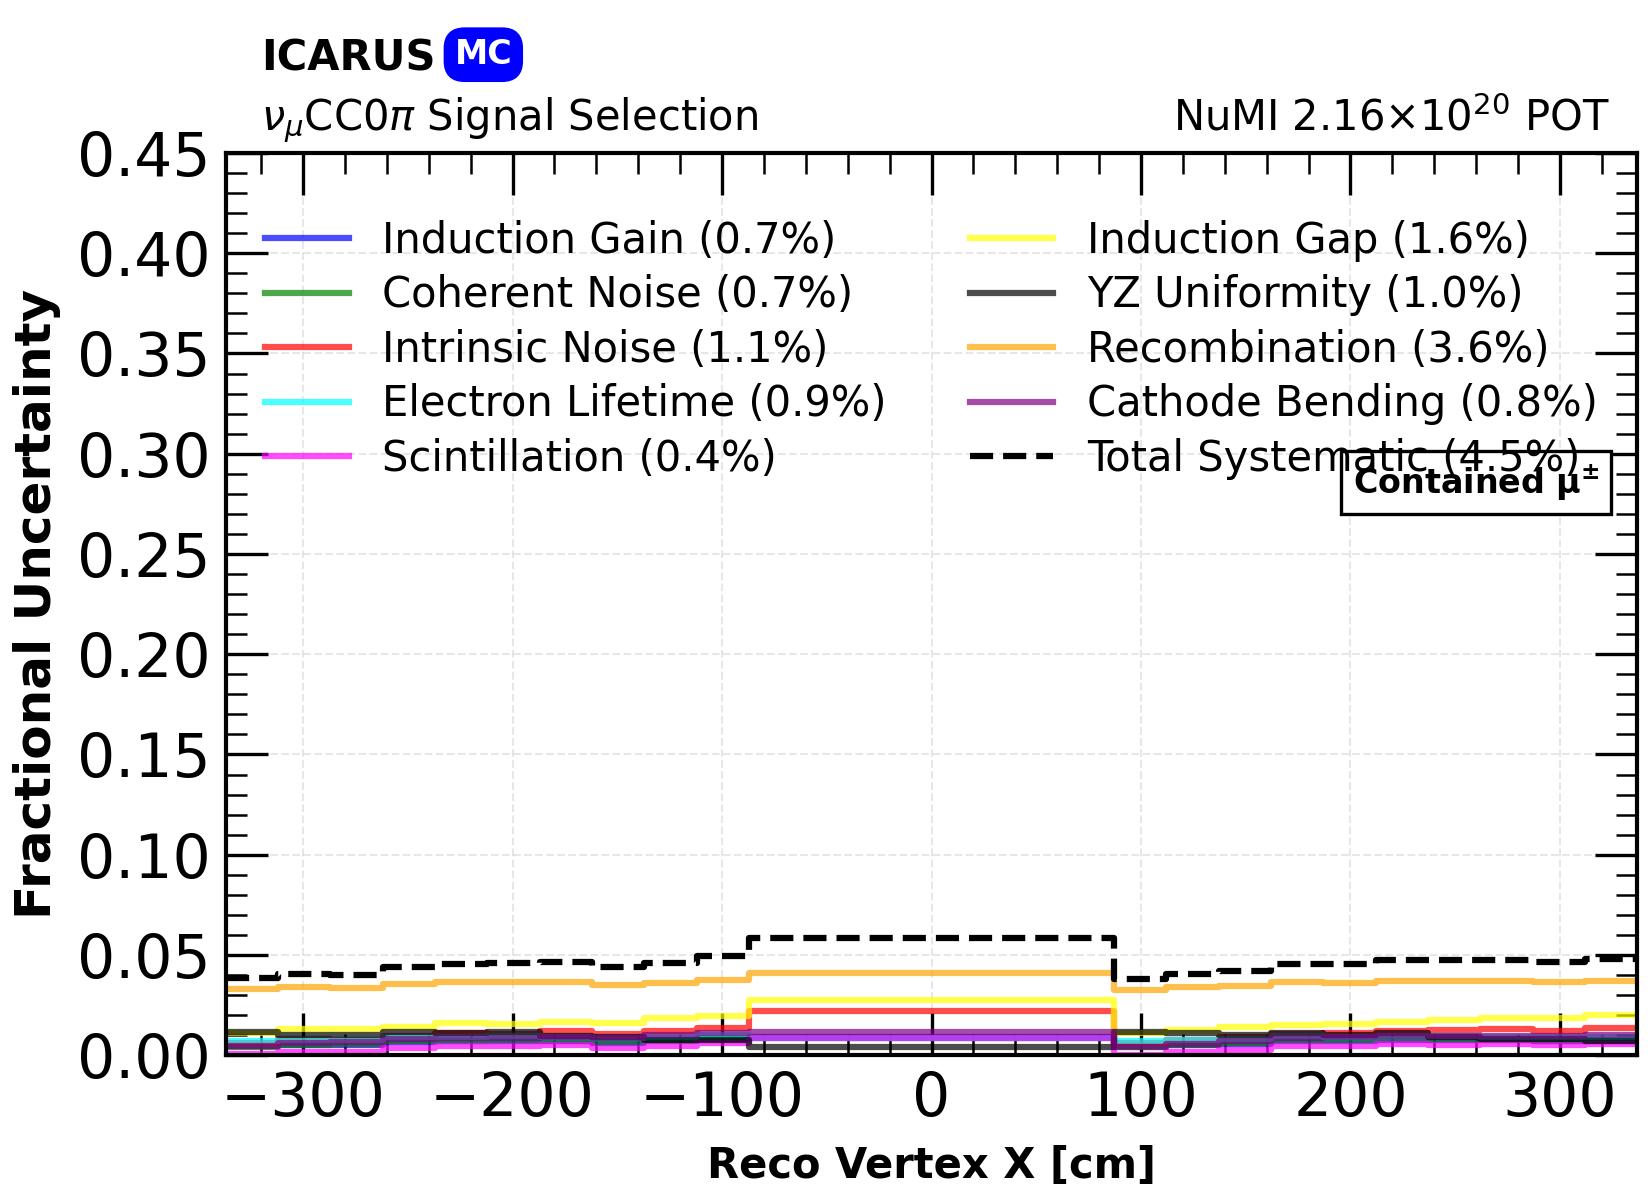 ICARUS MC
νμCC0π Signal Selection
NuMI 2.16×10²⁰ POT
0.45
0.40
0.35
0.30
0.25
0.20
0.15
0.10
0.05
0.00
Fractional Uncertainty
Induction Gain (0.7%)
Coherent Noise (0.7%)
Intrinsic Noise (1.1%)
Electron Lifetime (0.9%)
Scintillation (0.4%)
Induction Gap (1.6%)
YZ Uniformity (1.0%)
Recombination (3.6%)
Cathode Bending (0.8%)
Total Systematic (4.5%)
Contained μ±
−300 −200 −100 0 100 200 300
Reco Vertex X [cm]